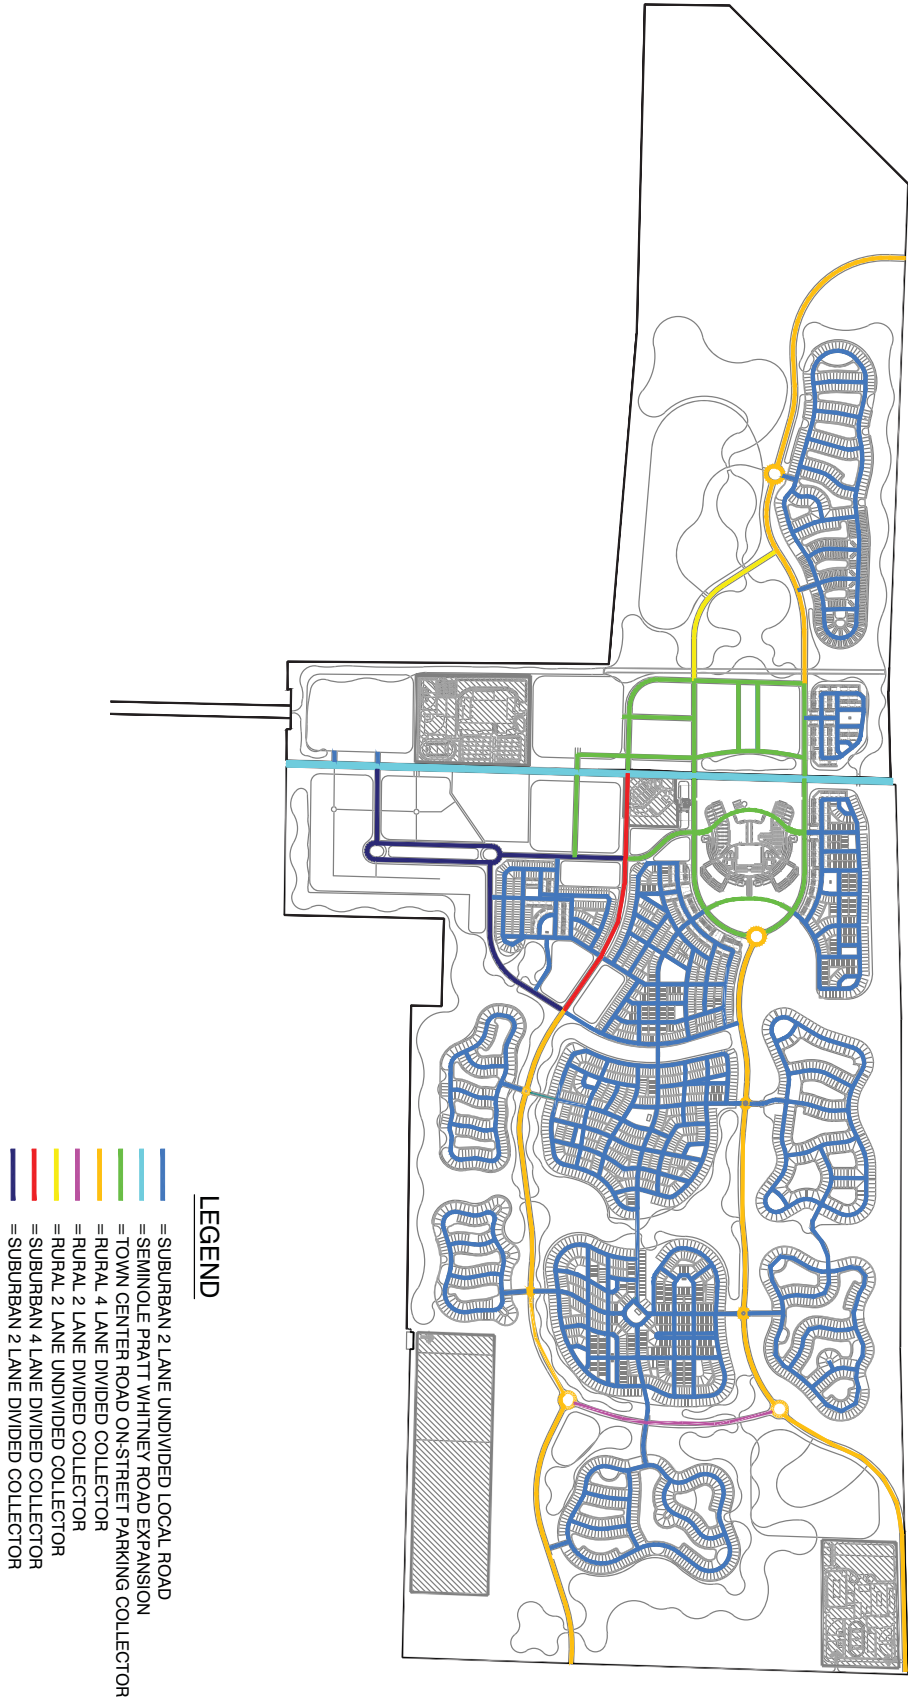 LEGEND
=SUBURBAN 2 LANE UNDIVIDED LOCAL ROAD
=SEMINOLE PRATT WHITNEY ROAD EXPANSION
=TOWN CENTER ROAD ON-STREET PARKING COLLECTOR
=RURAL 4 LANE DIVIDED COLLECTOR
=RURAL 2 LANE DIVIDED COLLECTOR
=RURAL 2 LANE UNDIVIDED COLLECTOR
=SUBURBAN 4 LANE DIVIDED COLLECTOR
=SUBURBAN 2 LANE DIVIDED COLLECTOR